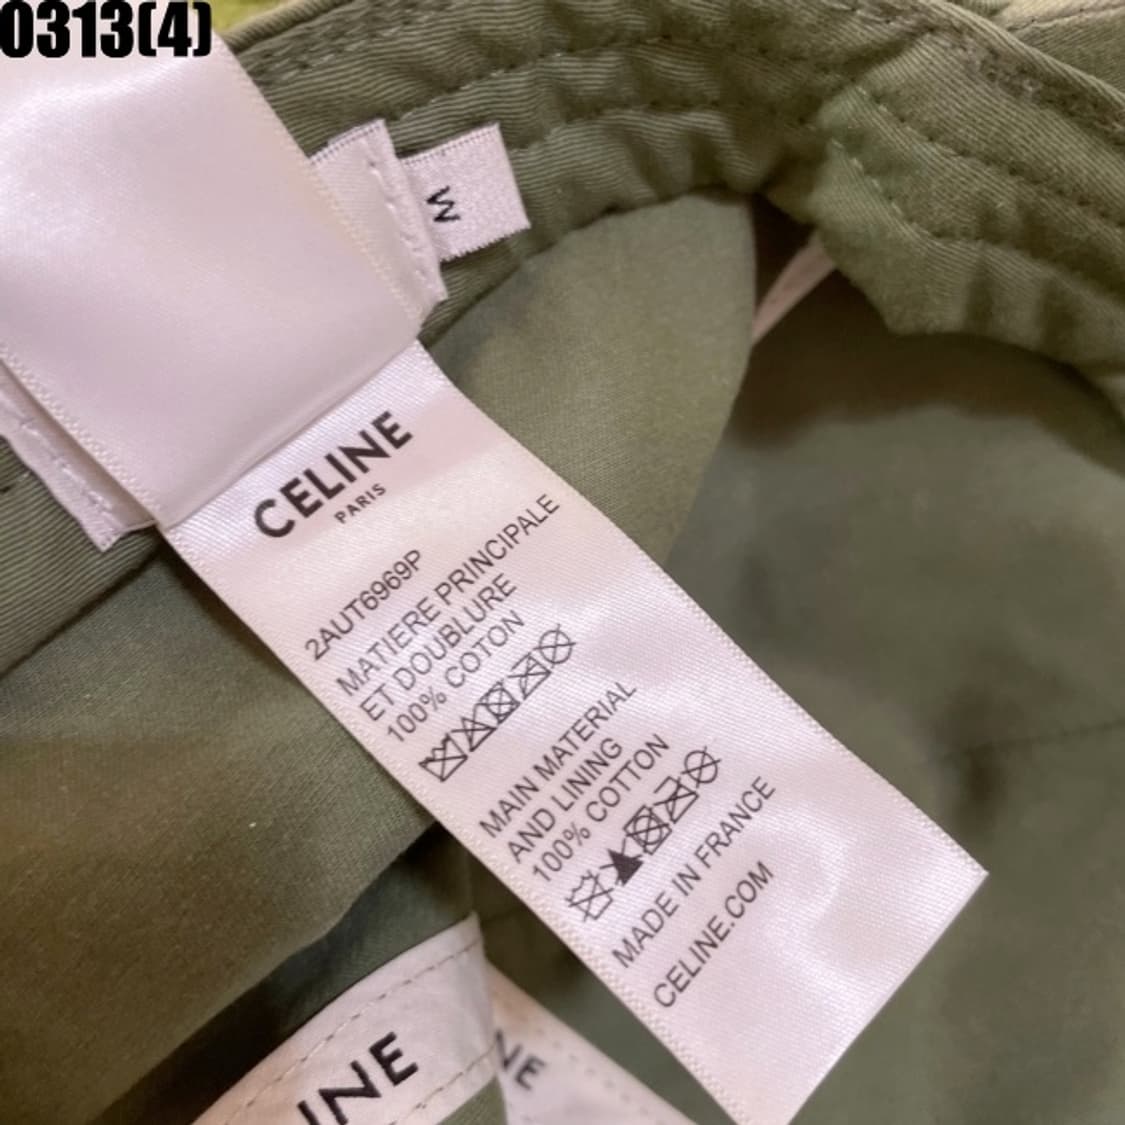 0313(4)
M
CELINE
PARIS
2AUT6969P
MATIERE PRINCIPALE
ET DOUBLURE
100% COTON
MAIN MATERIAL
AND LINING
100% COTTON
MADE IN FRANCE
CELINE.COM
INE
NE